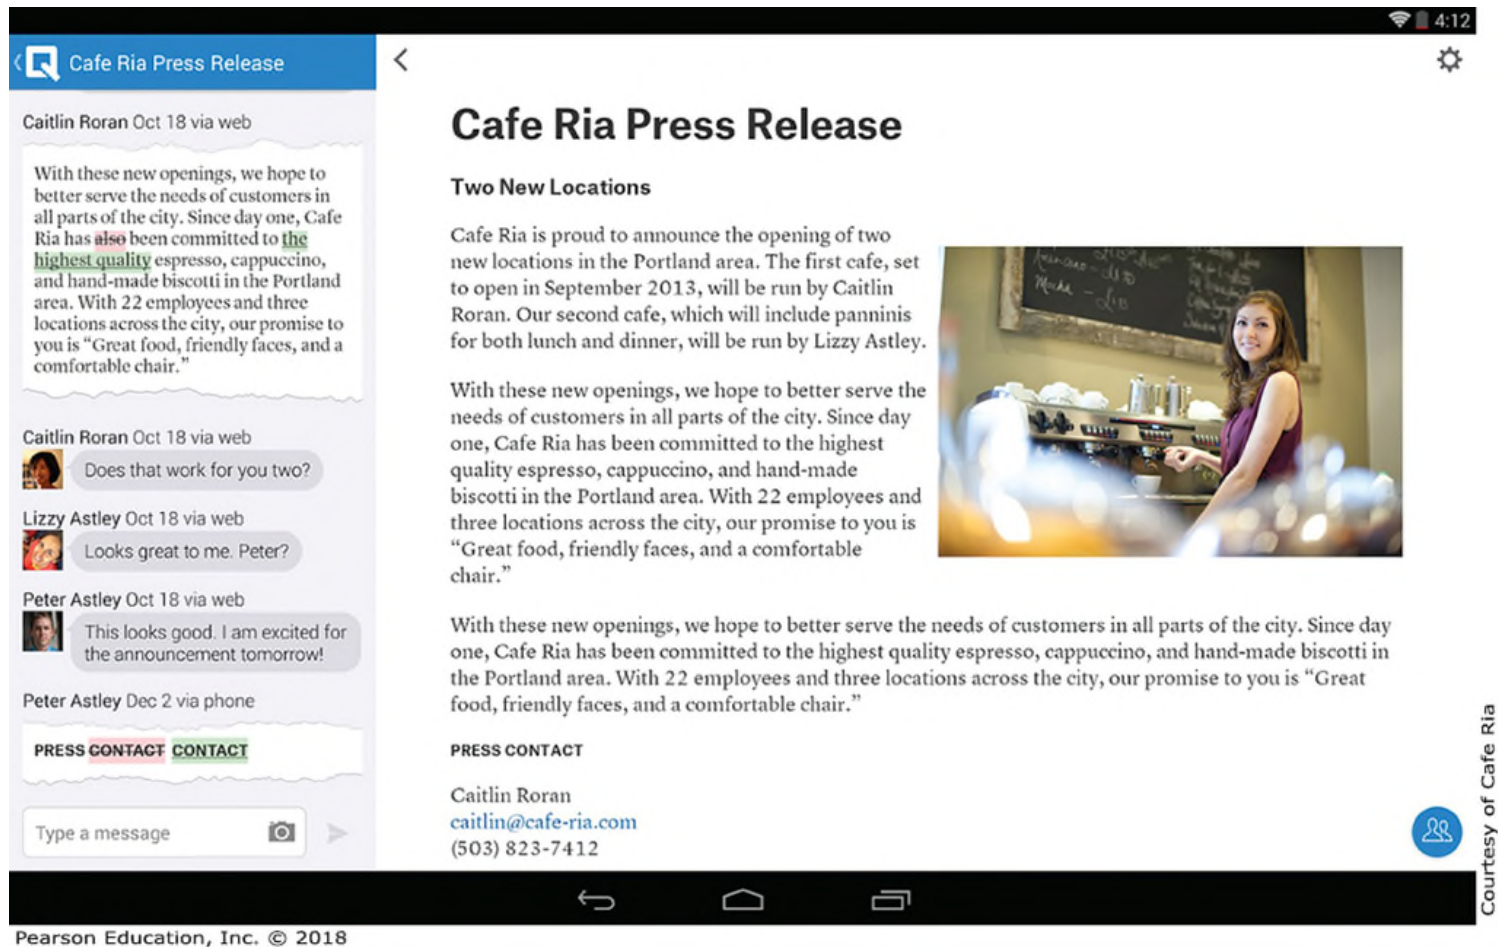 4:12
Cafe Ria Press Release
Caitlin Roran Oct 18 via web
With these new openings, we hope to
better serve the needs of customers in
all parts of the city. Since day one, Cafe
Ria has also been committed to the
highest quality espresso, cappuccino,
and hand-made biscotti in the Portland
area. With 22 employees and three
locations across the city, our promise to
you is “Great food, friendly faces, and a
comfortable chair.”
Caitlin Roran Oct 18 via web
Does that work for you two?
Lizzy Astley Oct 18 via web
Looks great to me. Peter?
Peter Astley Oct 18 via web
This looks good. I am excited for
the announcement tomorrow!
Peter Astley Dec 2 via phone
PRESS CONTACT CONTACT
Type a message
Cafe Ria Press Release
Two New Locations
Cafe Ria is proud to announce the opening of two
new locations in the Portland area. The first cafe, set
to open in September 2013, will be run by Caitlin
Roran. Our second cafe, which will include panninis
for both lunch and dinner, will be run by Lizzy Astley.
With these new openings, we hope to better serve the
needs of customers in all parts of the city. Since day
one, Cafe Ria has been committed to the highest
quality espresso, cappuccino, and hand-made
biscotti in the Portland area. With 22 employees and
three locations across the city, our promise to you is
“Great food, friendly faces, and a comfortable
chair.”
Mocha
With these new openings, we hope to better serve the needs of customers in all parts of the city. Since day
one, Cafe Ria has been committed to the highest quality espresso, cappuccino, and hand-made biscotti in
the Portland area. With 22 employees and three locations across the city, our promise to you is “Great
food, friendly faces, and a comfortable chair.”
PRESS CONTACT
Caitlin Roran
caitlin@cafe-ria.com
(503) 823-7412
Courtesy of Cafe Ria
Pearson Education, Inc. © 2018